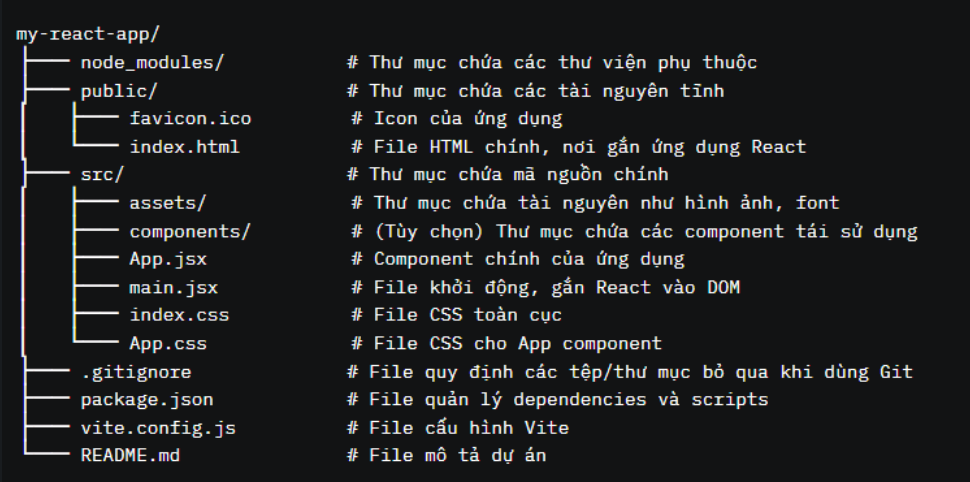 my-react-app/
├── node_modules/ # Thư mục chứa các thư viện phụ thuộc
├── public/ # Thư mục chứa các tài nguyên tĩnh
│   ├── favicon.ico # Icon của ứng dụng
│   └── index.html # File HTML chính, nơi gắn ứng dụng React
├── src/ # Thư mục chứa mã nguồn chính
│   ├── assets/ # Thư mục chứa tài nguyên như hình ảnh, font
│   ├── components/ # (Tùy chọn) Thư mục chứa các component tái sử dụng
│   ├── App.jsx # Component chính của ứng dụng
│   ├── main.jsx # File khởi động, gắn React vào DOM
│   ├── index.css # File CSS toàn cục
│   └── App.css # File CSS cho App component
├── .gitignore # File quy định các tệp/thư mục bỏ qua khi dùng Git
├── package.json # File quản lý dependencies và scripts
├── vite.config.js # File cấu hình Vite
└── README.md # File mô tả dự án